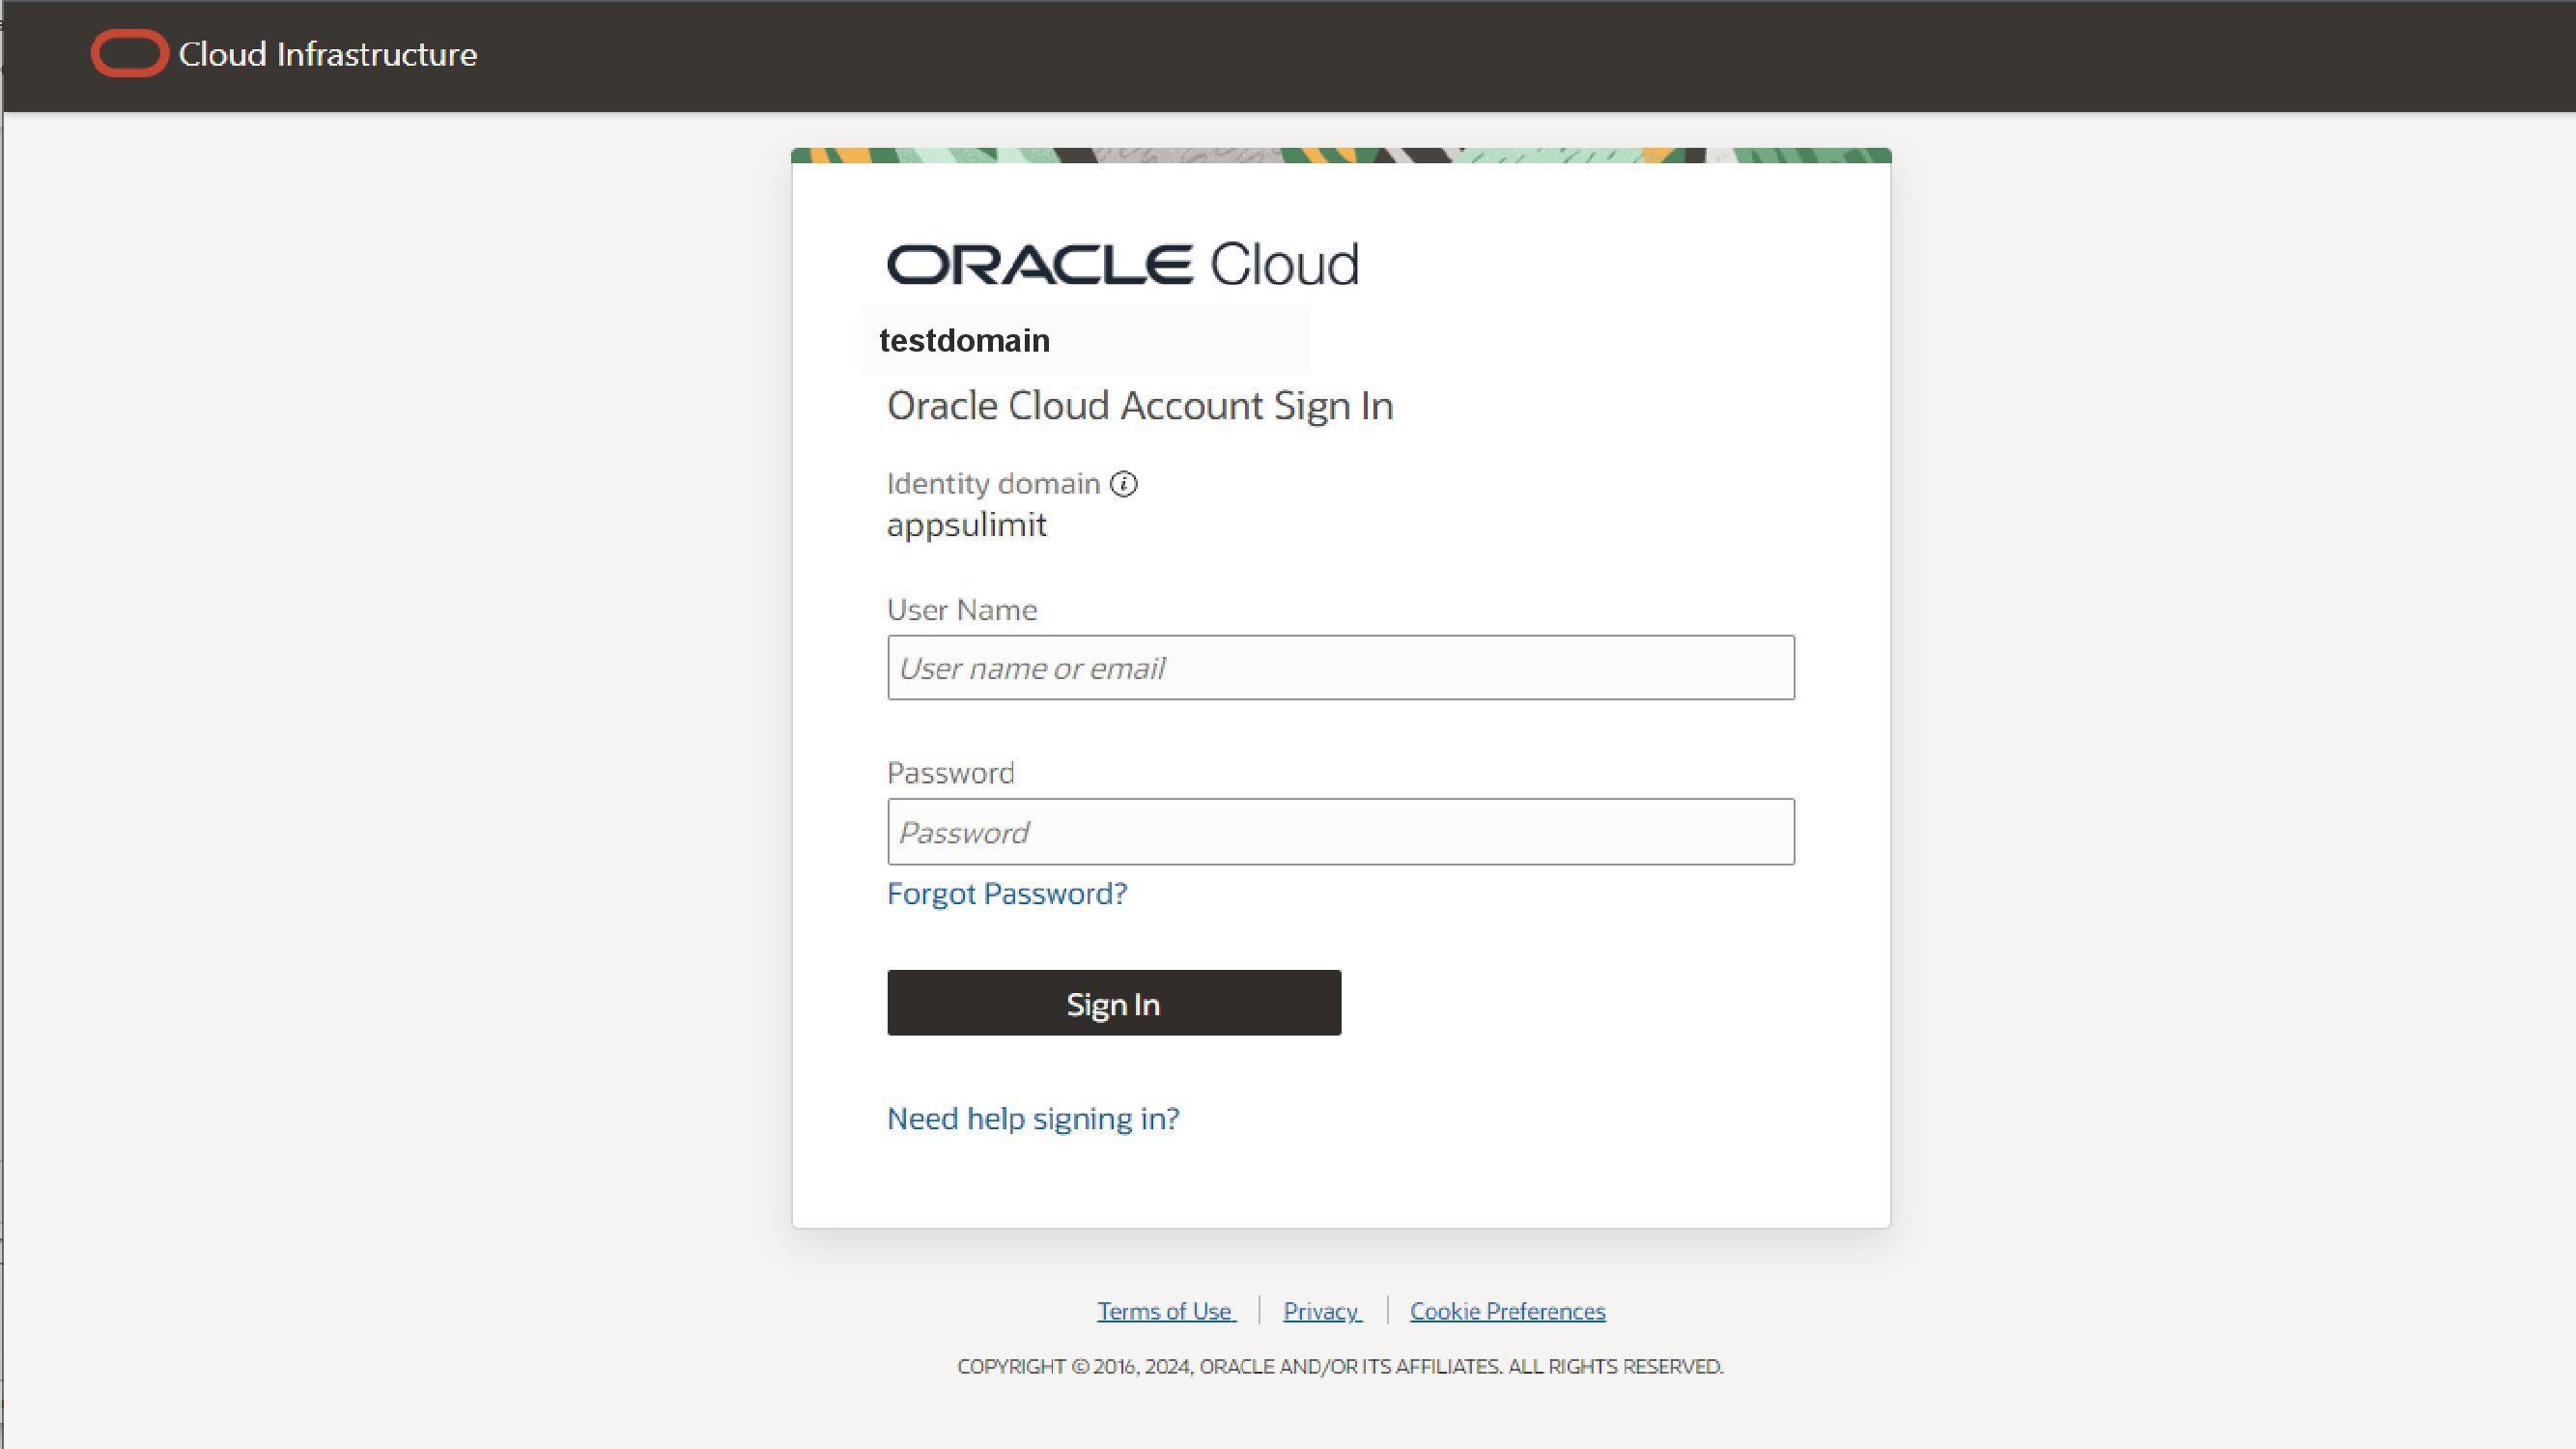 Cloud Infrastructure
ORACLE Cloud
testdomain
Oracle Cloud Account Sign In
Identity domain
appsulimit
User Name
User name or email
Password
Password
Forgot Password?
Sign In
Need help signing in?
Terms of Use Privacy Cookie Preferences
COPYRIGHT © 2016, 2024, ORACLE AND/OR ITS AFFILIATES. ALL RIGHTS RESERVED.